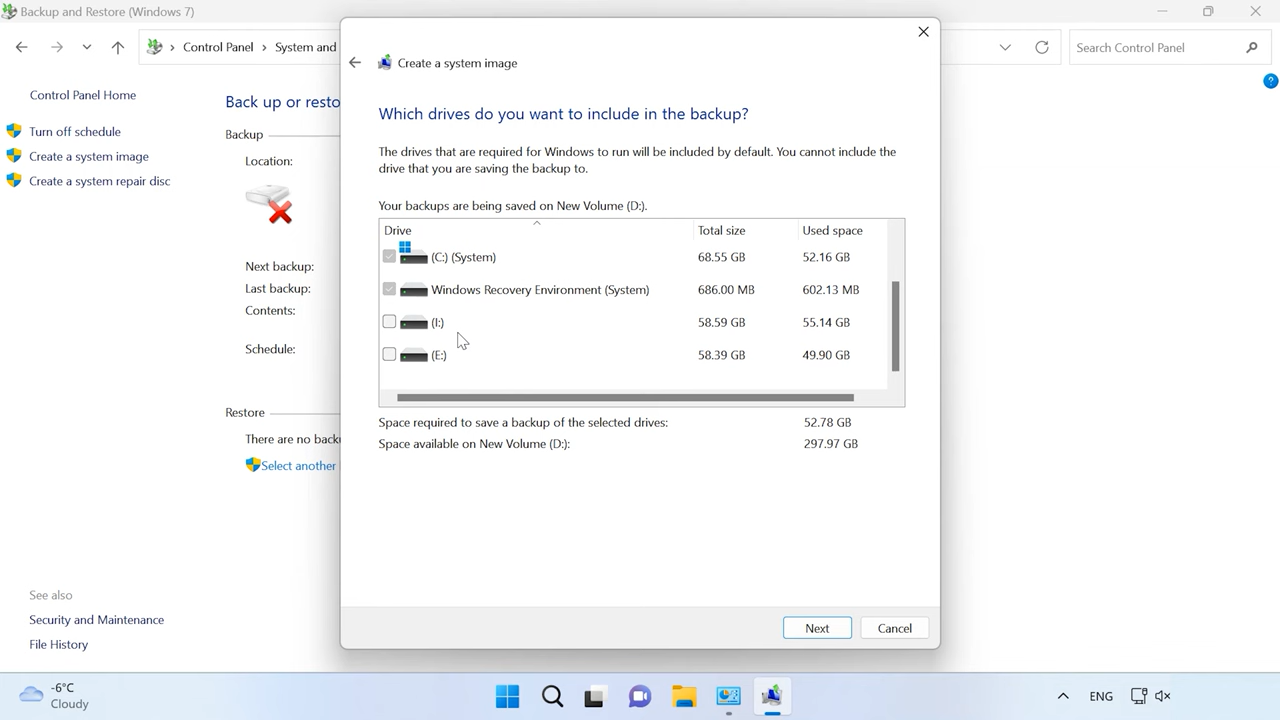 Backup and Restore (Windows 7)
Control Panel
System and
Search Control Panel
Control Panel Home
Turn off schedule
Create a system image
Create a system repair disc
Back up or resto
Backup
Location:
Next backup:
Last backup:
Contents:
Schedule:
Restore
There are no back
Select another
See also
Security and Maintenance
File History
Create a system image
Which drives do you want to include in the backup?
The drives that are required for Windows to run will be included by default. You cannot include the
drive that you are saving the backup to.
Your backups are being saved on New Volume (D:).
Drive Total size Used space
(C:) (System) 68.55 GB 52.16 GB
Windows Recovery Environment (System) 686.00 MB 602.13 MB
(I:) 58.59 GB 55.14 GB
(E:) 58.39 GB 49.90 GB
Space required to save a backup of the selected drives: 52.78 GB
Space available on New Volume (D:): 297.97 GB
Next Cancel
-6°C
Cloudy
ENG